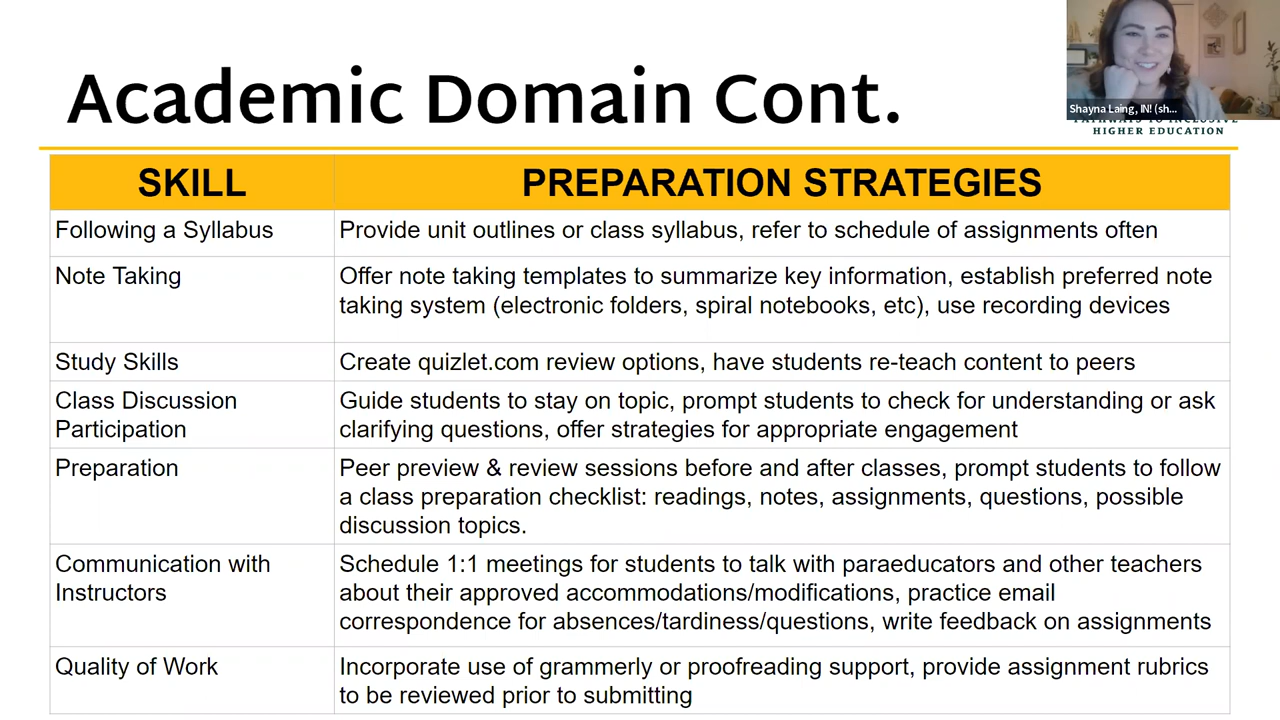 Academic Domain Cont.
Shayna Laing, IN! (sh...
PATHWAYS TO INCLUSIVE
HIGHER EDUCATION
SKILL
PREPARATION STRATEGIES
Following a Syllabus
Provide unit outlines or class syllabus, refer to schedule of assignments often
Note Taking
Offer note taking templates to summarize key information, establish preferred note
taking system (electronic folders, spiral notebooks, etc), use recording devices
Study Skills
Create quizlet.com review options, have students re-teach content to peers
Class Discussion
Participation
Guide students to stay on topic, prompt students to check for understanding or ask
clarifying questions, offer strategies for appropriate engagement
Preparation
Peer preview & review sessions before and after classes, prompt students to follow
a class preparation checklist: readings, notes, assignments, questions, possible
discussion topics.
Communication with
Instructors
Schedule 1:1 meetings for students to talk with paraeducators and other teachers
about their approved accommodations/modifications, practice email
correspondence for absences/tardiness/questions, write feedback on assignments
Quality of Work
Incorporate use of grammerly or proofreading support, provide assignment rubrics
to be reviewed prior to submitting